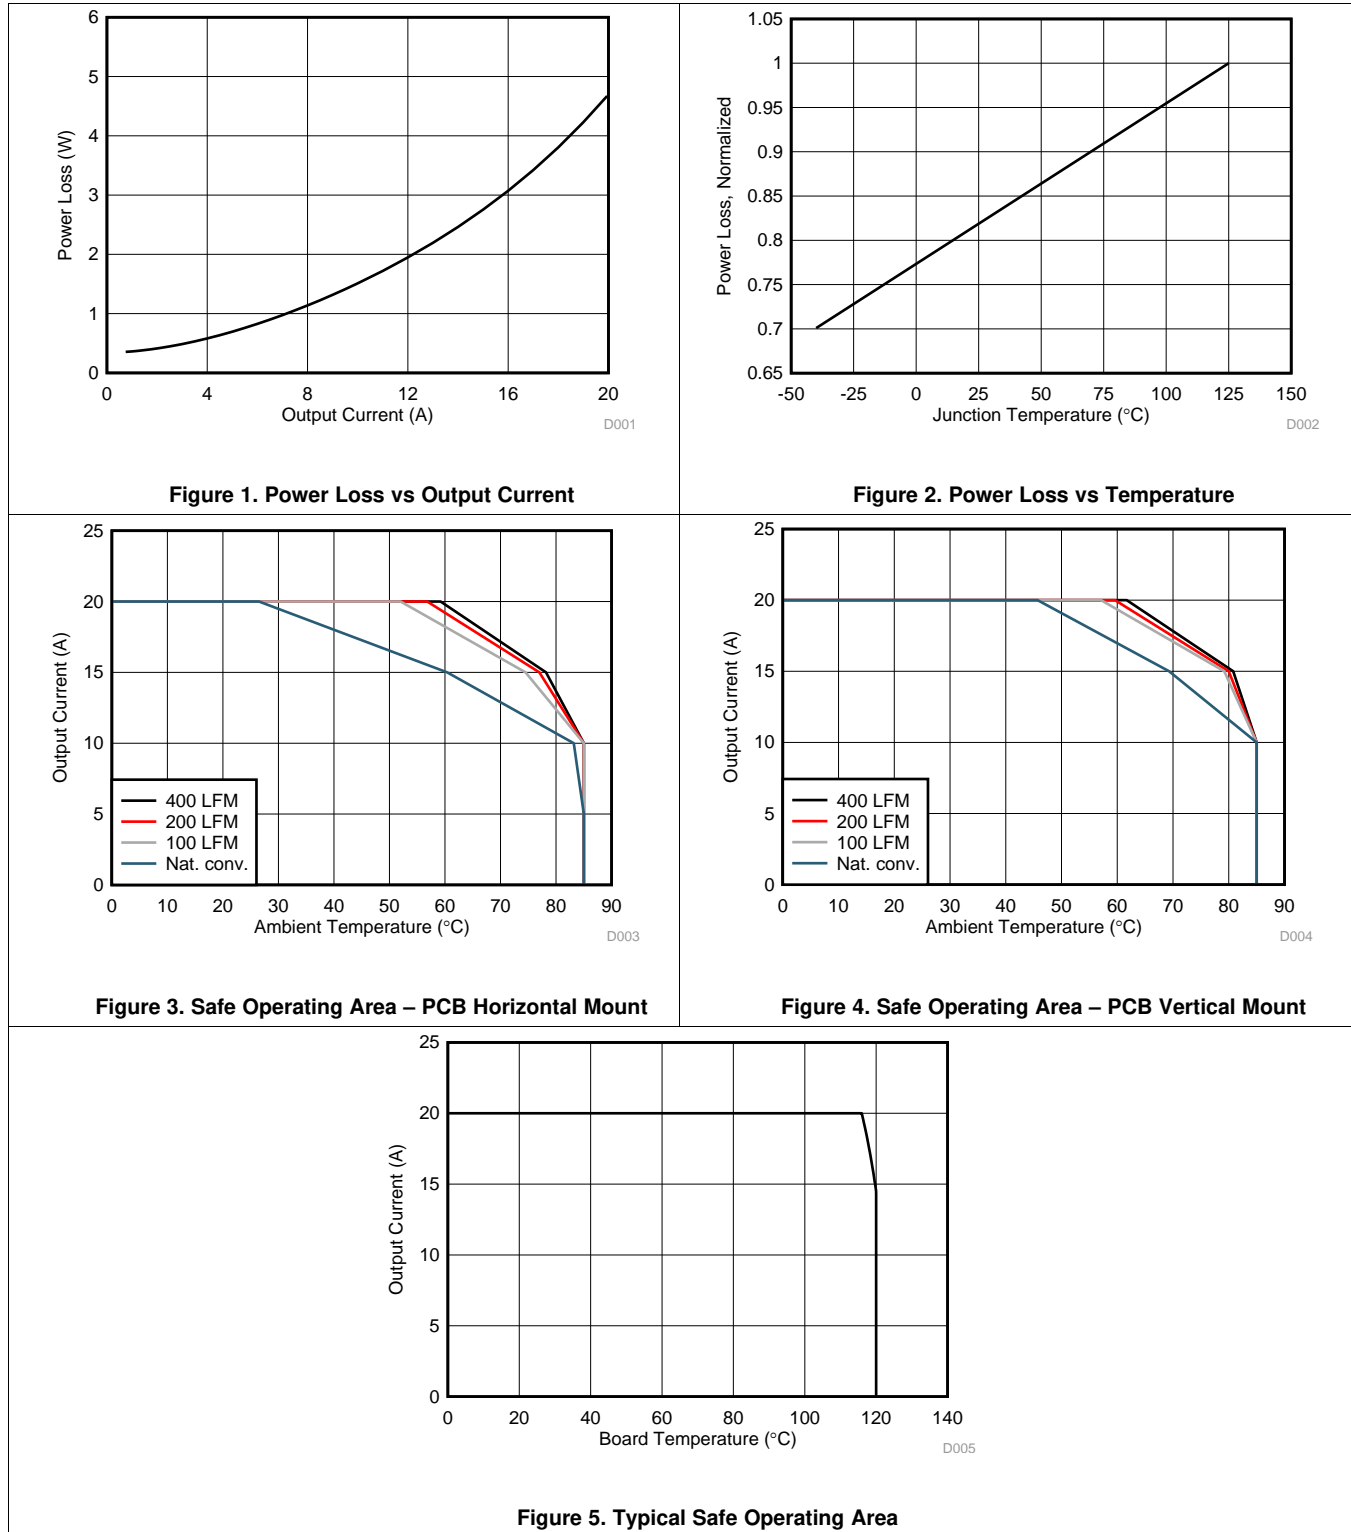 6
5
4
3
2
1
0
Power Loss (W)
0 4 8 12 16 20
Output Current (A)
D001
Figure 1. Power Loss vs Output Current
1.05
1
0.95
0.9
0.85
0.8
0.75
0.7
0.65
Power Loss, Normalized
-50 -25 0 25 50 75 100 125 150
Junction Temperature (°C)
D002
Figure 2. Power Loss vs Temperature
25
20
15
10
5
0
Output Current (A)
400 LFM
200 LFM
100 LFM
Nat. conv.
0 10 20 30 40 50 60 70 80 90
Ambient Temperature (°C)
D003
Figure 3. Safe Operating Area – PCB Horizontal Mount
25
20
15
10
5
0
Output Current (A)
400 LFM
200 LFM
100 LFM
Nat. conv.
0 10 20 30 40 50 60 70 80 90
Ambient Temperature (°C)
D004
Figure 4. Safe Operating Area – PCB Vertical Mount
25
20
15
10
5
0
Output Current (A)
0 20 40 60 80 100 120 140
Board Temperature (°C)
D005
Figure 5. Typical Safe Operating Area